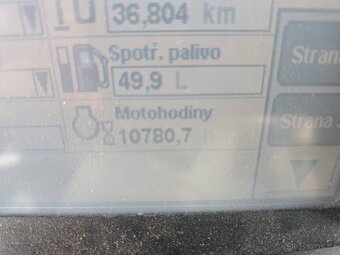 36,804 km
Spotř. palivo
Strana
49,9 L
Motohodiny
Strana
10780,7 h